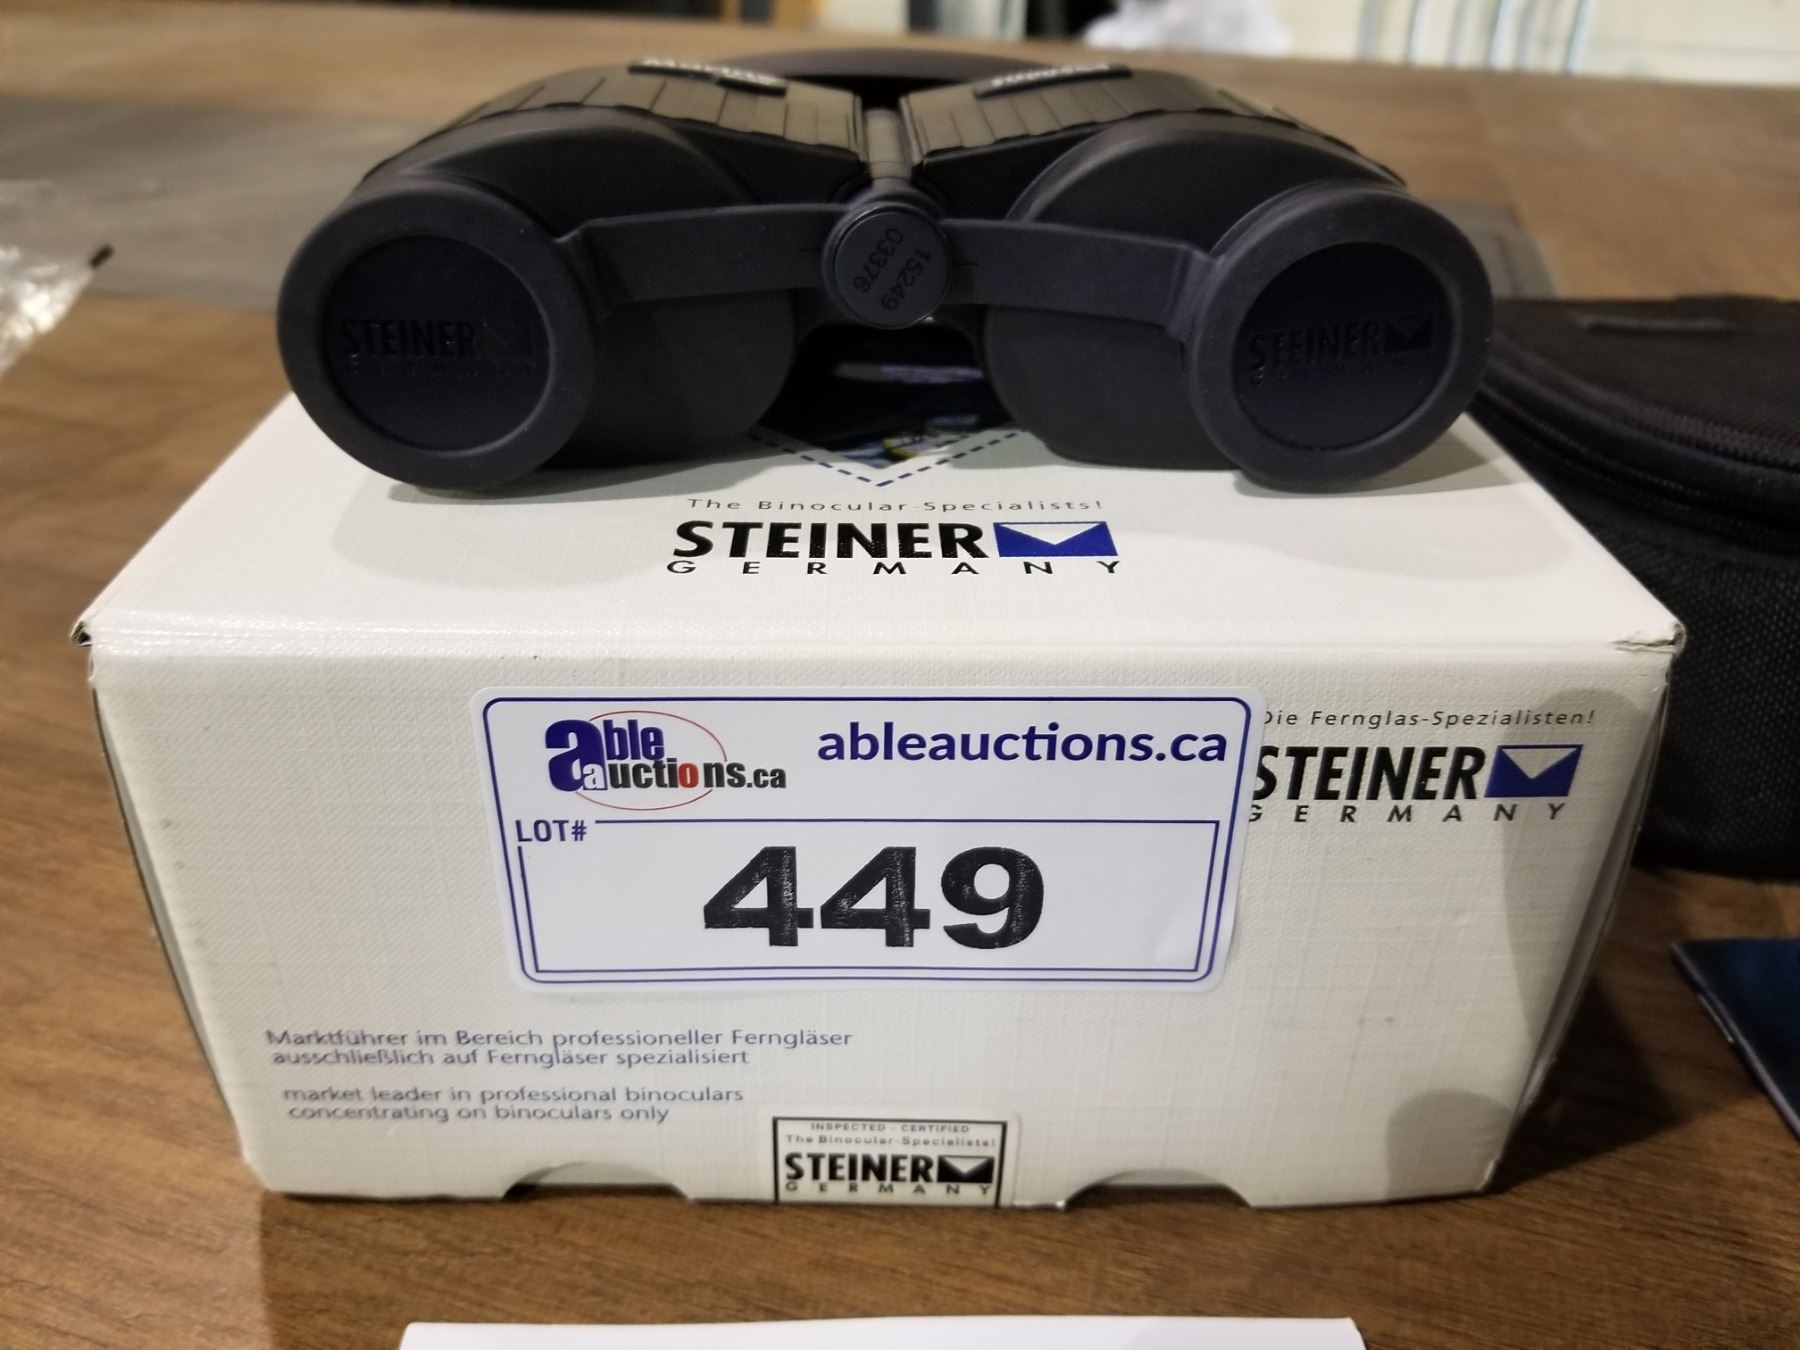 STEINER
GERMANY
15249
03376
STEINER
GERMANY
The Binocular-Specialists!
STEINER
GERMANY
able
auctions.ca
ableauctions.ca
LOT#
449
Die Fernglas-Spezialisten!
STEINER
GERMANY
Marktführer im Bereich professioneller Ferngläser
ausschließlich auf Ferngläser spezialisiert
market leader in professional binoculars
concentrating on binoculars only
INSPECTED - CERTIFIED
The Binocular-Specialists!
STEINER
GERMANY